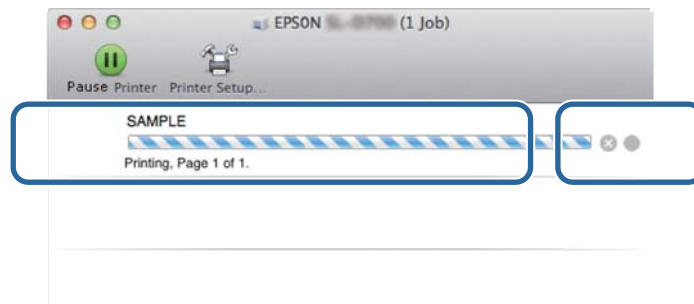 EPSON (1 Job)
Pause Printer Printer Setup...
SAMPLE
Printing, Page 1 of 1.